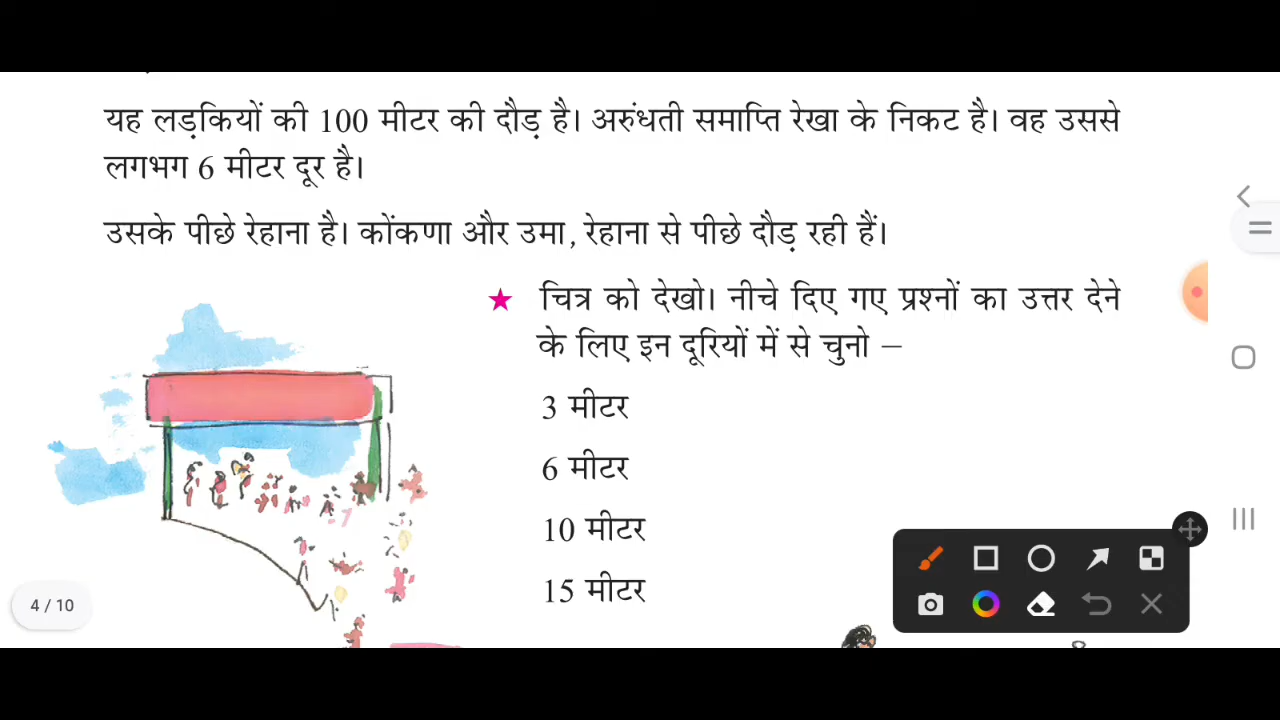 यह लड़कियों की 100 मीटर की दौड़ है। अरुंधती समाप्ति रेखा के निकट है। वह उससे
लगभग 6 मीटर दूर है।
उसके पीछे रेहाना है। कोंकणा और उमा, रेहाना से पीछे दौड़ रही हैं।
★ चित्र को देखो। नीचे दिए गए प्रश्नों का उत्तर देने
के लिए इन दूरियों में से चुनो –
3 मीटर
6 मीटर
10 मीटर
15 मीटर
4 / 10